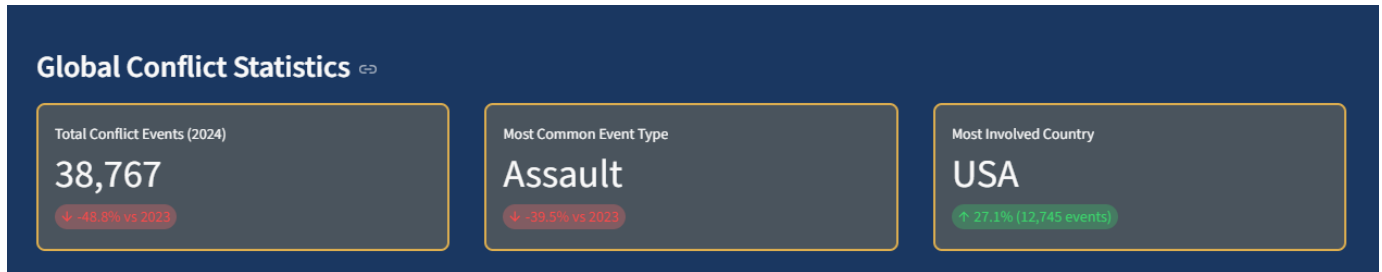 Global Conflict Statistics
Total Conflict Events (2024)
38,767
↓ -48.8% vs 2023
Most Common Event Type
Assault
↓ -39.5% vs 2023
Most Involved Country
USA
↑ 27.1% (12,745 events)